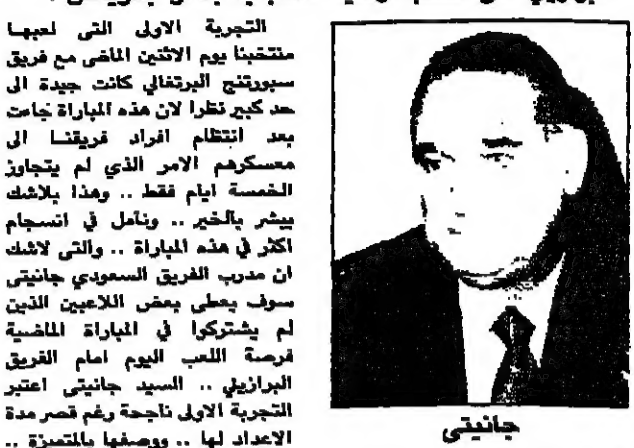 التجربة الاولى التى لعبها
منتخبنا يوم الاثنين الماضى مع فريق
سبورتنج البرتغالي كانت جيدة الى
حد كبير نظرا لان هذه المباراة جاءت
بعد انتظام افراد فريقنا الى
معسكرهم الامر الذي لم يتجاوز
الخمسة ايام فقط .. وهذا بلاشك
يبشر بالخير .. ونامل في انسجام
اكثر في هذه المباراة .. والتى لاشك
ان مدرب الفريق السعودي جانيتى
سوف يعطى بعض اللاعبين الذين
لم يشتركوا في المباراة الماضية
فرصة اللعب اليوم امام الفريق
البرازيلي .. السيد جانيتى اعتبر
التجربة الاولى ناجحة رغم قصر مدة
الاعداد لها .. ووصفها بالمتميزة ..
جانيتى